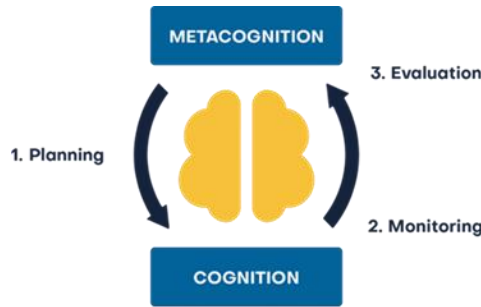 METACOGNITION
3. Evaluation
1. Planning
2. Monitoring
COGNITION